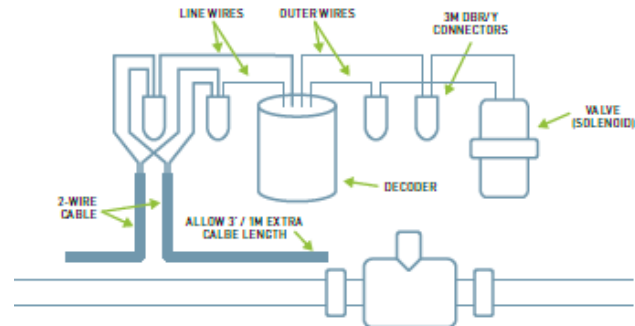 LINE WIRES
OUTER WIRES
3M DBR/Y
CONNECTORS
VALVE
(SOLENOID)
DECODER
2-WIRE
CABLE
ALLOW 3' / 1M EXTRA
CALBE LENGTH